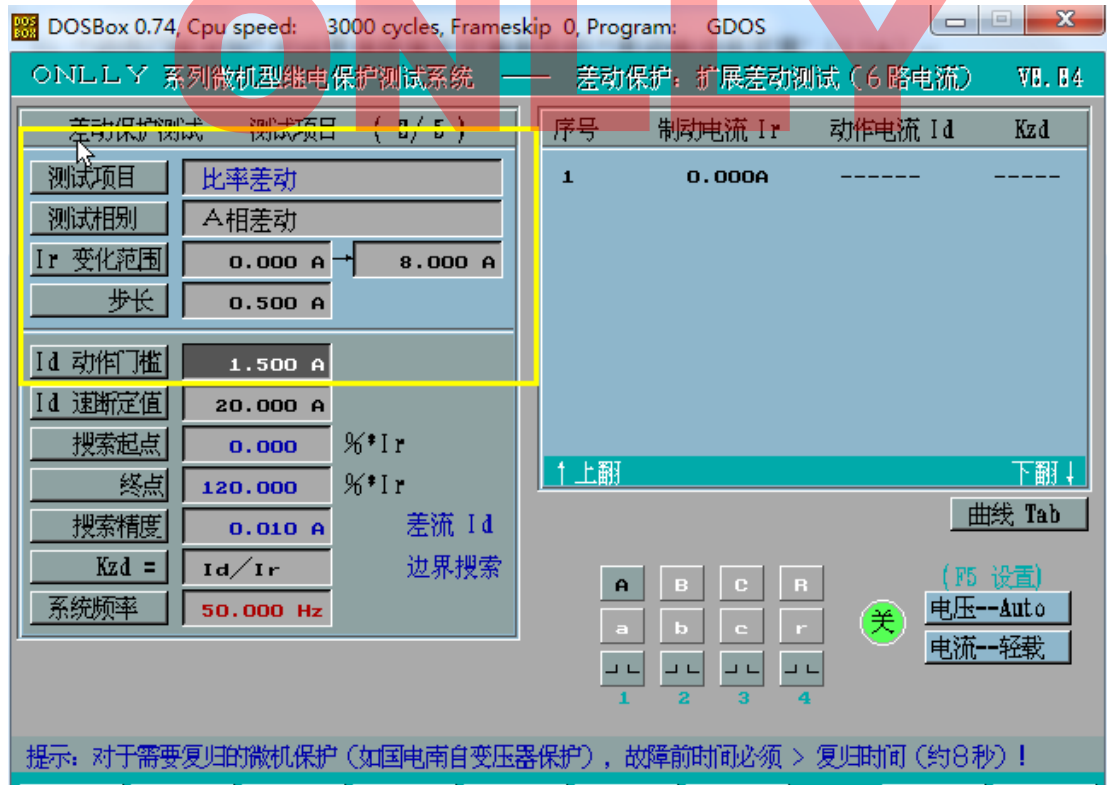 DOSBox 0.74, Cpu speed: 3000 cycles, Frameskip 0, Program: GDOS
ONLLY
ONLLY 系列微机型继电保护测试系统 —— 差动保护：扩展差动测试（6路电流） V8.84
差动保护测试 测试项目
序号 制动电流 Ir 动作电流 Id Kzd
测试项目 比率差动
1 0.000A ------ -----
测试相别 A相差动
Ir 变化范围 0.000 A → 8.000 A
步长 0.500 A
Id 动作门槛 1.500 A
Id 速断定值 20.000 A
搜索起点 0.000 %*Ir
终点 120.000 %*Ir
↑上翻 下翻↓
搜索精度 0.010 A 差流 Id
曲线 Tab
Kzd = Id/Ir 边界搜索
系统频率 50.000 Hz
A B C R
a b c r
1 2 3 4
关
(F5 设置)
电压--Auto
电流--轻载
提示：对于需要复归的微机保护（如国电南自变压器保护），故障前时间必须 > 复归时间（约8秒）！